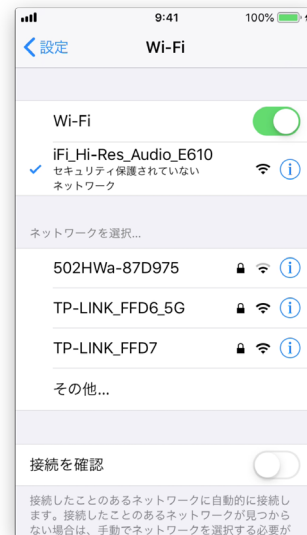 9:41
100%
設定
Wi-Fi
Wi-Fi
iFi_Hi-Res_Audio_E610
セキュリティ保護されていない
ネットワーク
ネットワークを選択...
502HWa-87D975
TP-LINK_FFD6_5G
TP-LINK_FFD7
その他...
接続を確認
接続したことのあるネットワークに自動的に接続し
ます。接続したことのあるネットワークが見つから
ない場合は、手動でネットワークを選択する必要が